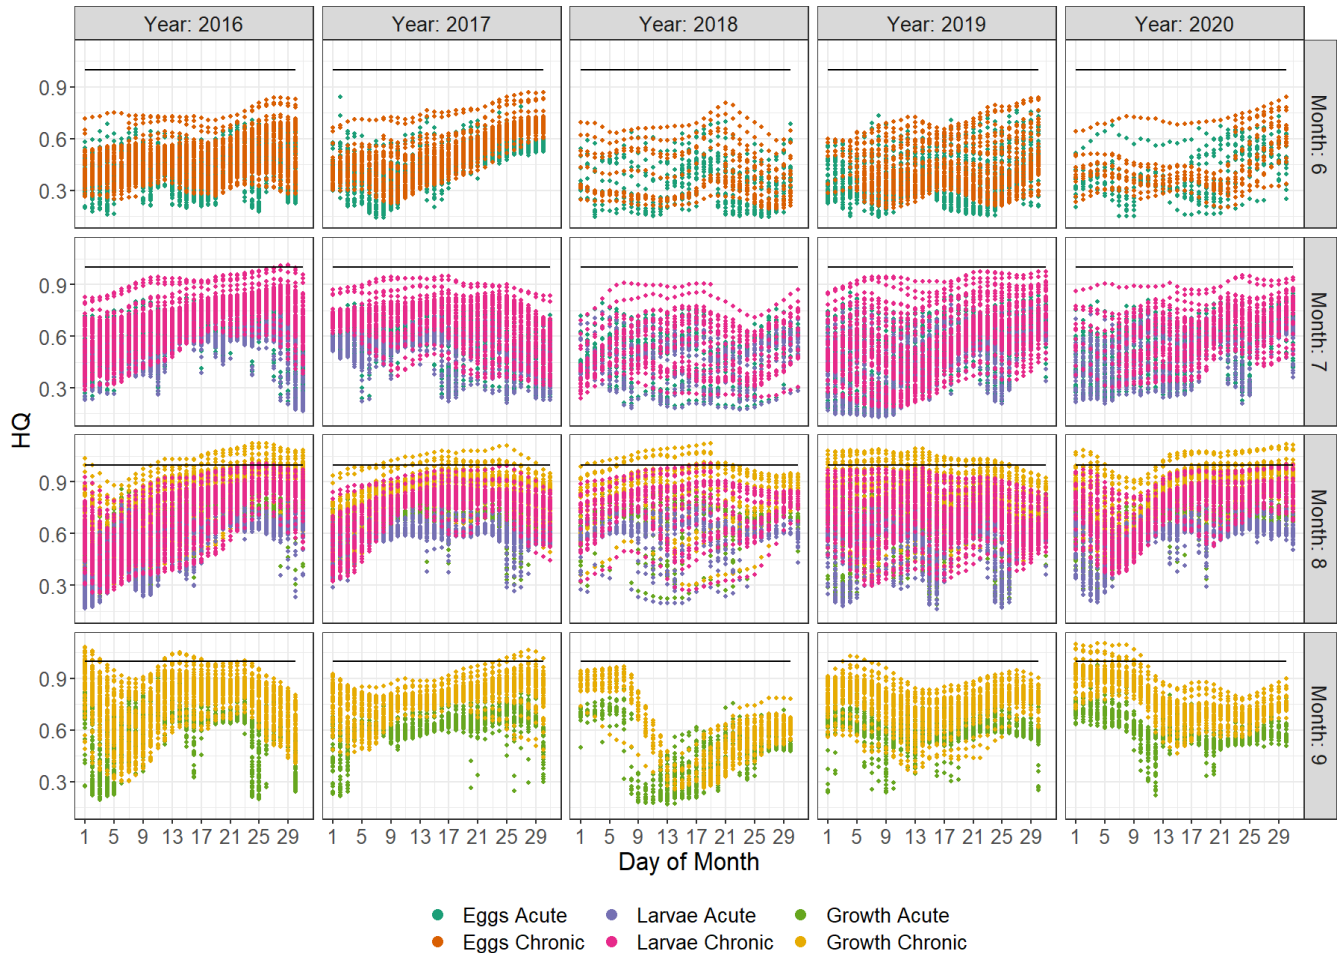 Year: 2016 Year: 2017 Year: 2018 Year: 2019 Year: 2020
0.9
0.6
0.3
Month: 6
0.9
0.6
0.3
Month: 7
HQ
0.9
0.6
0.3
Month: 8
0.9
0.6
0.3
Month: 9
1 5 9 13 17 21 25 29 1 5 9 13 17 21 25 29 1 5 9 13 17 21 25 29 1 5 9 13 17 21 25 29 1 5 9 13 17 21 25 29
Day of Month
Eggs Acute Larvae Acute Growth Acute
Eggs Chronic Larvae Chronic Growth Chronic